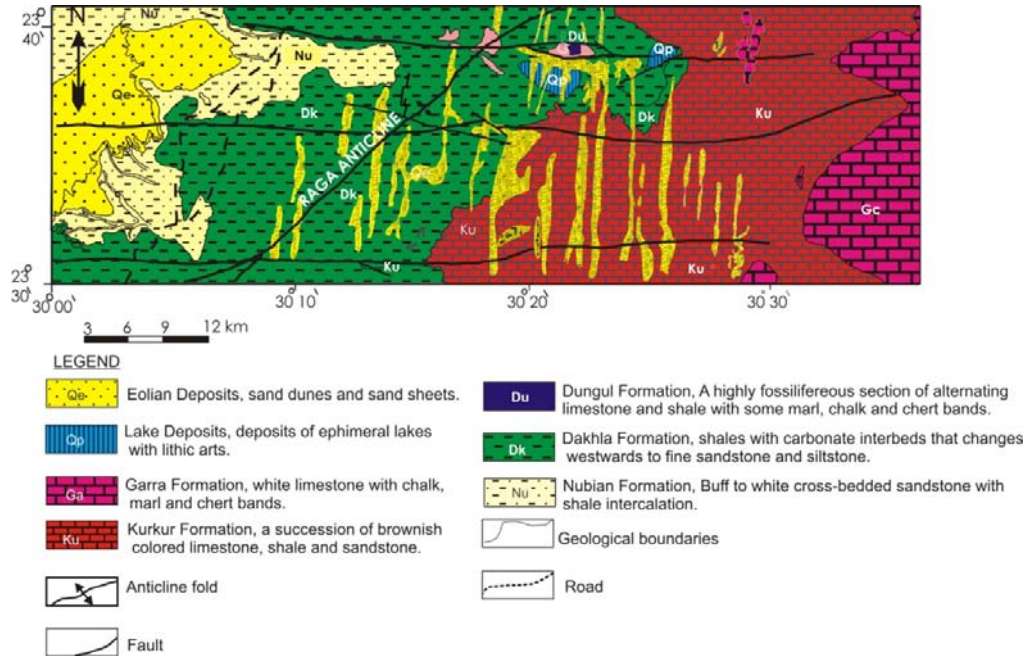 23°
40'
N
Nu
Du
Qp
Nu
Qe
Qp
Dk
Dk
Ku
RAGA ANTICLINE
Dk
Gc
Ku
Ku
Ku
23°
30'
30° 00'
30° 10'
30° 20'
30° 30'
3 6 9 12 km
LEGEND
Qe Eolian Deposits, sand dunes and sand sheets.
Qp Lake Deposits, deposits of ephimeral lakes
with lithic arts.
Ga Garra Formation, white limestone with chalk,
marl and chert bands.
Ku Kurkur Formation, a succession of brownish
colored limestone, shale and sandstone.
Anticline fold
Fault
Du Dungul Formation, A highly fossilifereous section of alternating
limestone and shale with some marl, chalk and chert bands.
Dk Dakhla Formation, shales with carbonate interbeds that changes
westwards to fine sandstone and siltstone.
Nu Nubian Formation, Buff to white cross-bedded sandstone with
shale intercalation.
Geological boundaries
Road